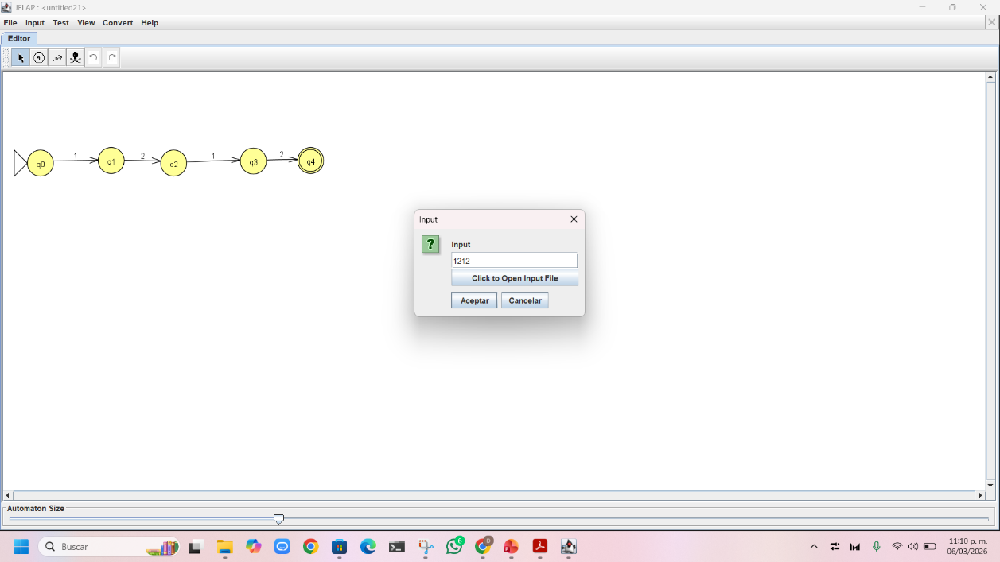 JFLAP : <untitled21>
File Input Test View Convert Help
Editor
1 2 1 2
q0 q1 q2 q3 q4
Input
? Input
1212
Click to Open Input File
Aceptar Cancelar
Automaton Size
Buscar
6
0
11:10 p. m.
06/03/2026